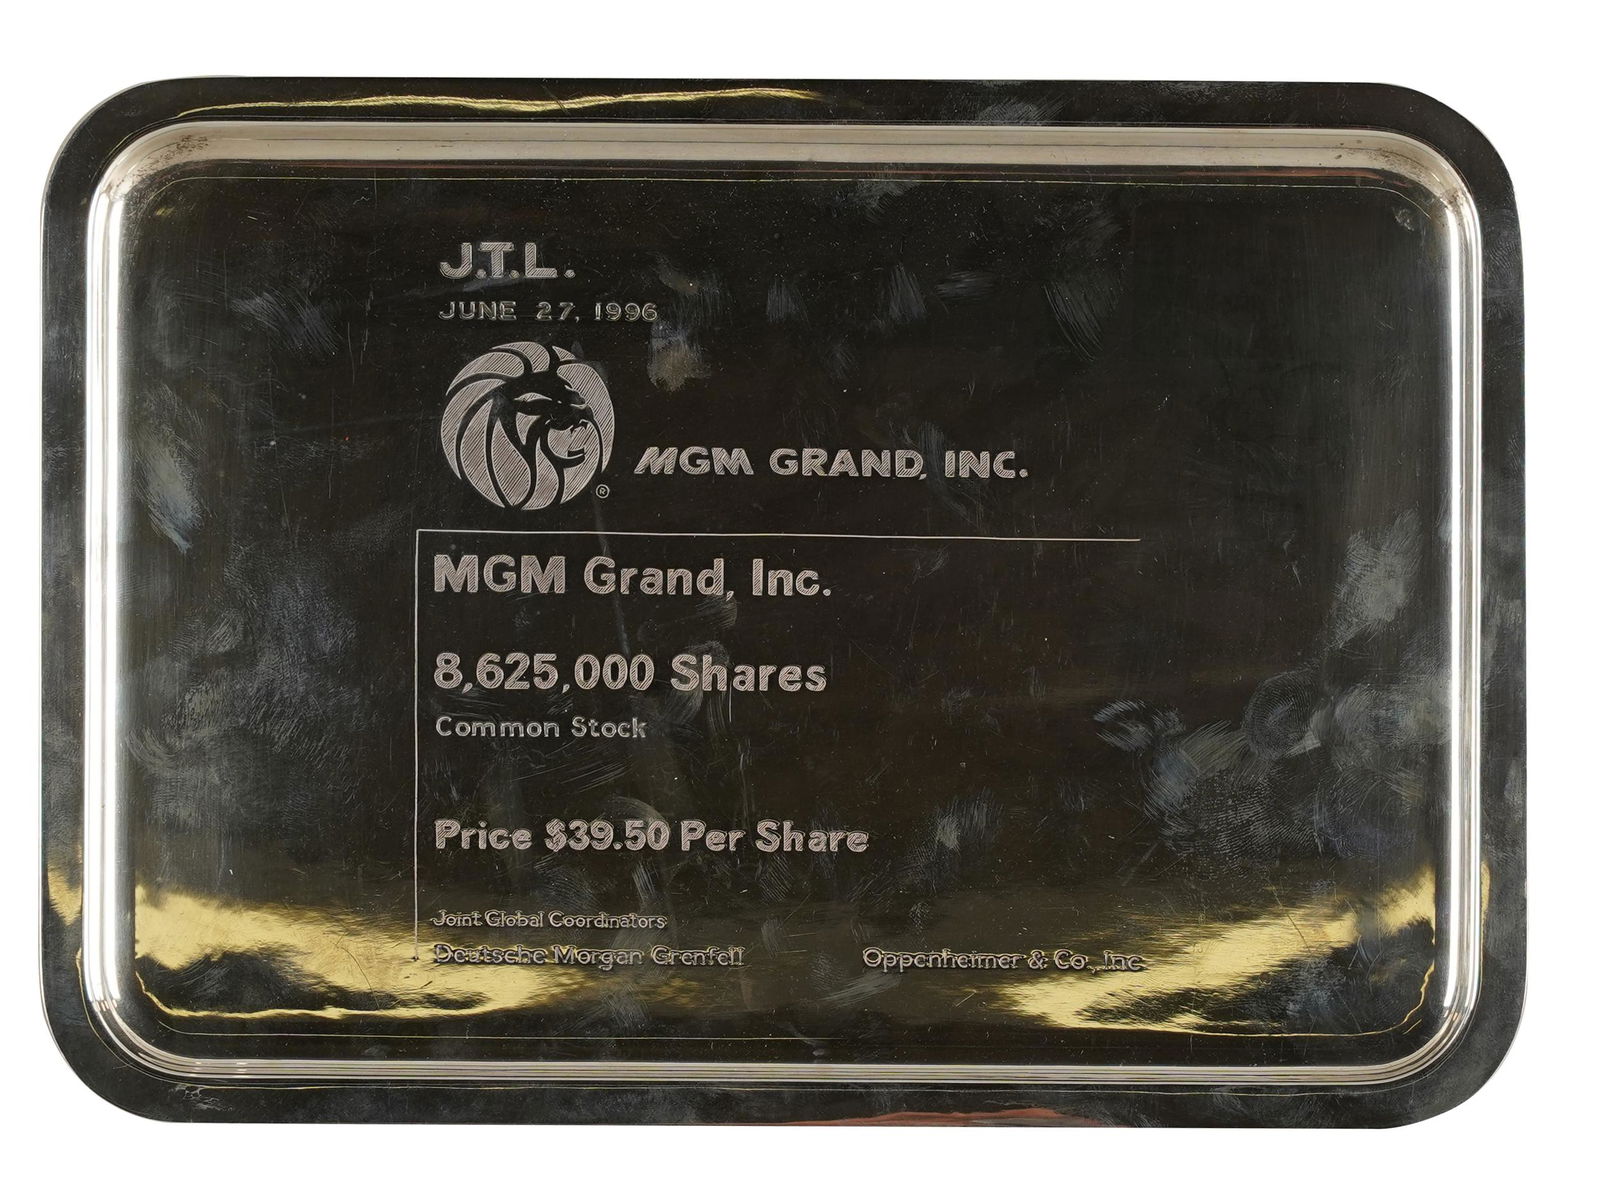 J.T.L.
JUNE 27, 1996
®
MGM GRAND, INC.
MGM Grand, Inc.
8,625,000 Shares
Common Stock
Price $39.50 Per Share
Joint Global Coordinators
Deutsche Morgan Grenfell Oppenheimer & Co., Inc